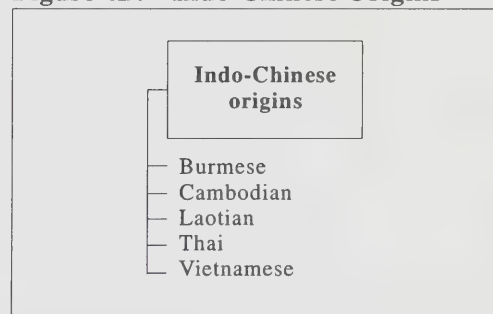 Indo-Chinese
origins
Burmese
Cambodian
Laotian
Thai
Vietnamese